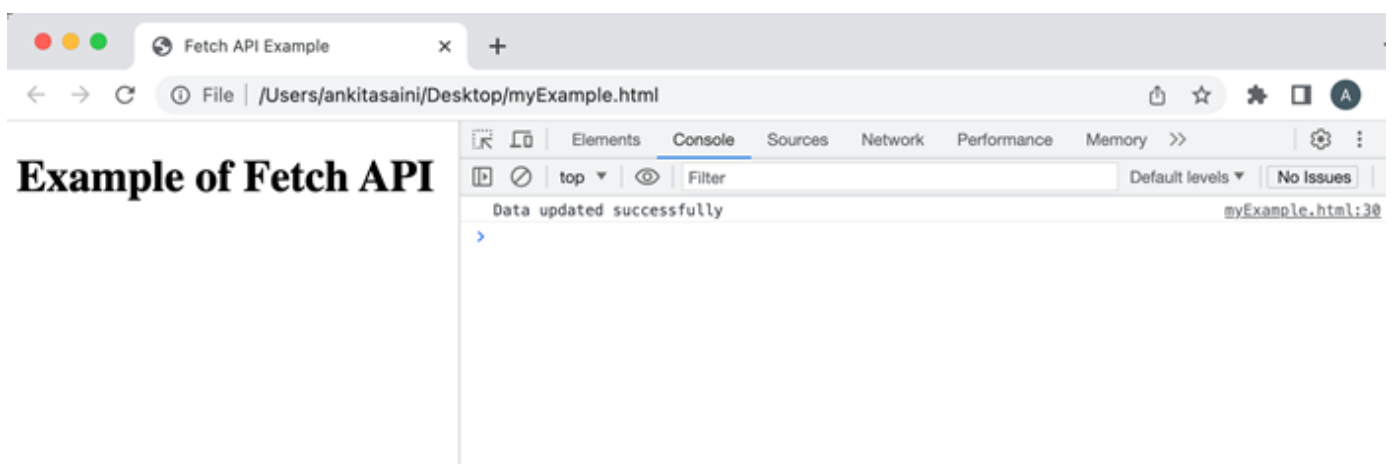 Fetch API Example
File | /Users/ankitasaini/Desktop/myExample.html
A
Example of Fetch API
Elements Console Sources Network Performance Memory
top Filter Default levels No Issues
Data updated successfully myExample.html:30